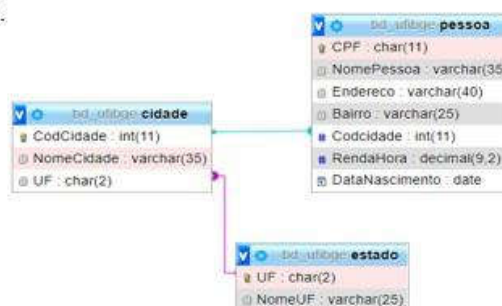 bd_ufibge pessoa
CPF : char(11)
NomePessoa : varchar(35
Endereco : varchar(40)
Bairro : varchar(25)
Codcidade : int(11)
RendaHora : decimal(9,2)
DataNascimento : date
bd_ufibge cidade
CodCidade : int(11)
NomeCidade : varchar(35)
UF : char(2)
bd_ufibge estado
UF : char(2)
NomeUF : varchar(25)